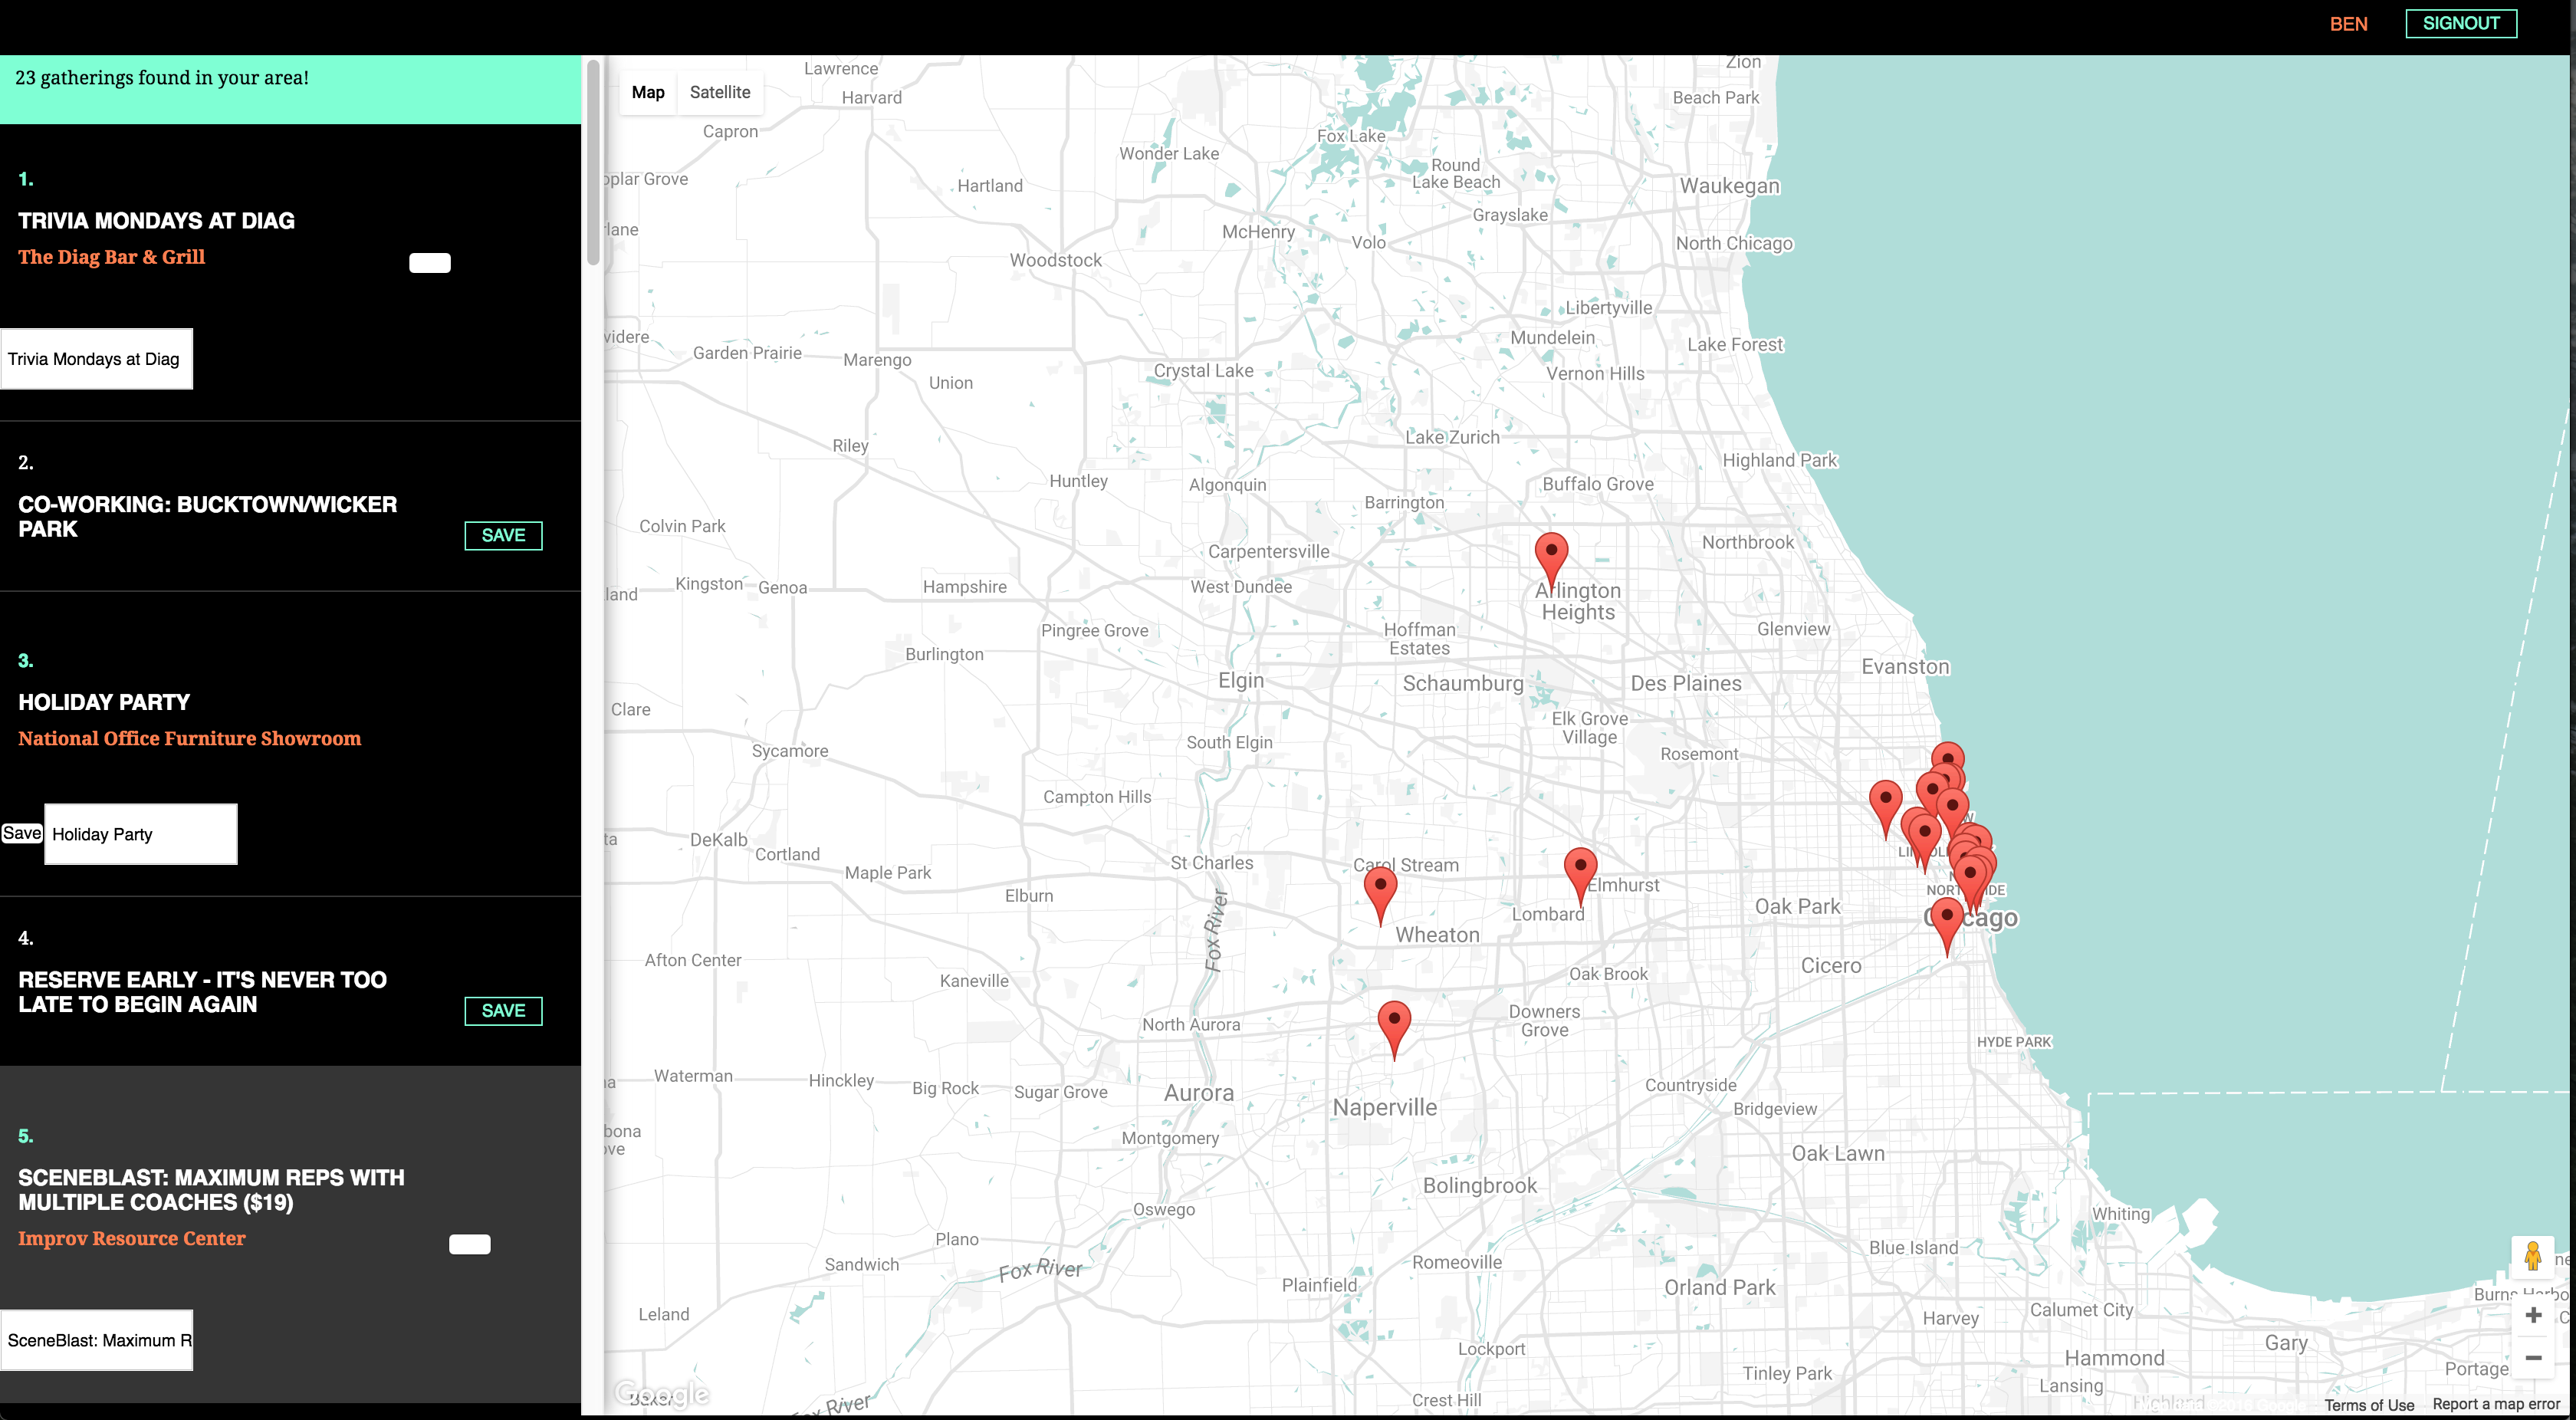 BEN
SIGNOUT
23 gatherings found in your area!
1.
TRIVIA MONDAYS AT DIAG
The Diag Bar & Grill
Trivia Mondays at Diag
2.
CO-WORKING: BUCKTOWN/WICKER
PARK
SAVE
3.
HOLIDAY PARTY
National Office Furniture Showroom
Save
Holiday Party
4.
RESERVE EARLY - IT'S NEVER TOO
LATE TO BEGIN AGAIN
SAVE
5.
SCENEBLAST: MAXIMUM REPS WITH
MULTIPLE COACHES ($19)
Improv Resource Center
SceneBlast: Maximum R
Map
Satellite
Lawrence
Zion
Harvard
Beach Park
Capron
Fox Lake
Wonder Lake
Round
Lake Beach
oplar Grove
Hartland
Waukegan
Grayslake
rlane
McHenry
Volo
North Chicago
Woodstock
Libertyville
videre
Mundelein
Lake Forest
Garden Prairie
Marengo
Crystal Lake
Vernon Hills
Union
Riley
Lake Zurich
Highland Park
Huntley
Algonquin
Buffalo Grove
Barrington
Colvin Park
Northbrook
Carpentersville
Kingston
Genoa
Hampshire
West Dundee
land
Arlington
Heights
Pingree Grove
Hoffman
Estates
Glenview
Burlington
Evanston
Elgin
Schaumburg
Des Plaines
Clare
Elk Grove
Village
Sycamore
South Elgin
Rosemont
Campton Hills
ta
DeKalb
Cortland
St Charles
Carol Stream
Maple Park
Elburn
Elmhurst
Oak Park
Lombard
Fox River
Wheaton
Afton Center
Kaneville
Oak Brook
Cicero
North Aurora
Downers
Grove
HYDE PARK
na
Waterman
Hinckley
Big Rock
Sugar Grove
Aurora
Naperville
Countryside
Bridgeview
bona
ove
Montgomery
Oak Lawn
Bolingbrook
Oswego
Whiting
Plano
Blue Island
Sandwich
Fox River
Romeoville
Plainfield
Orland Park
Leland
Calumet City
Harvey
Lockport
Gary
Hammond
Tinley Park
Portage
Lansing
Google
Crest Hill
Fox River
Terms of Use
Report a map error